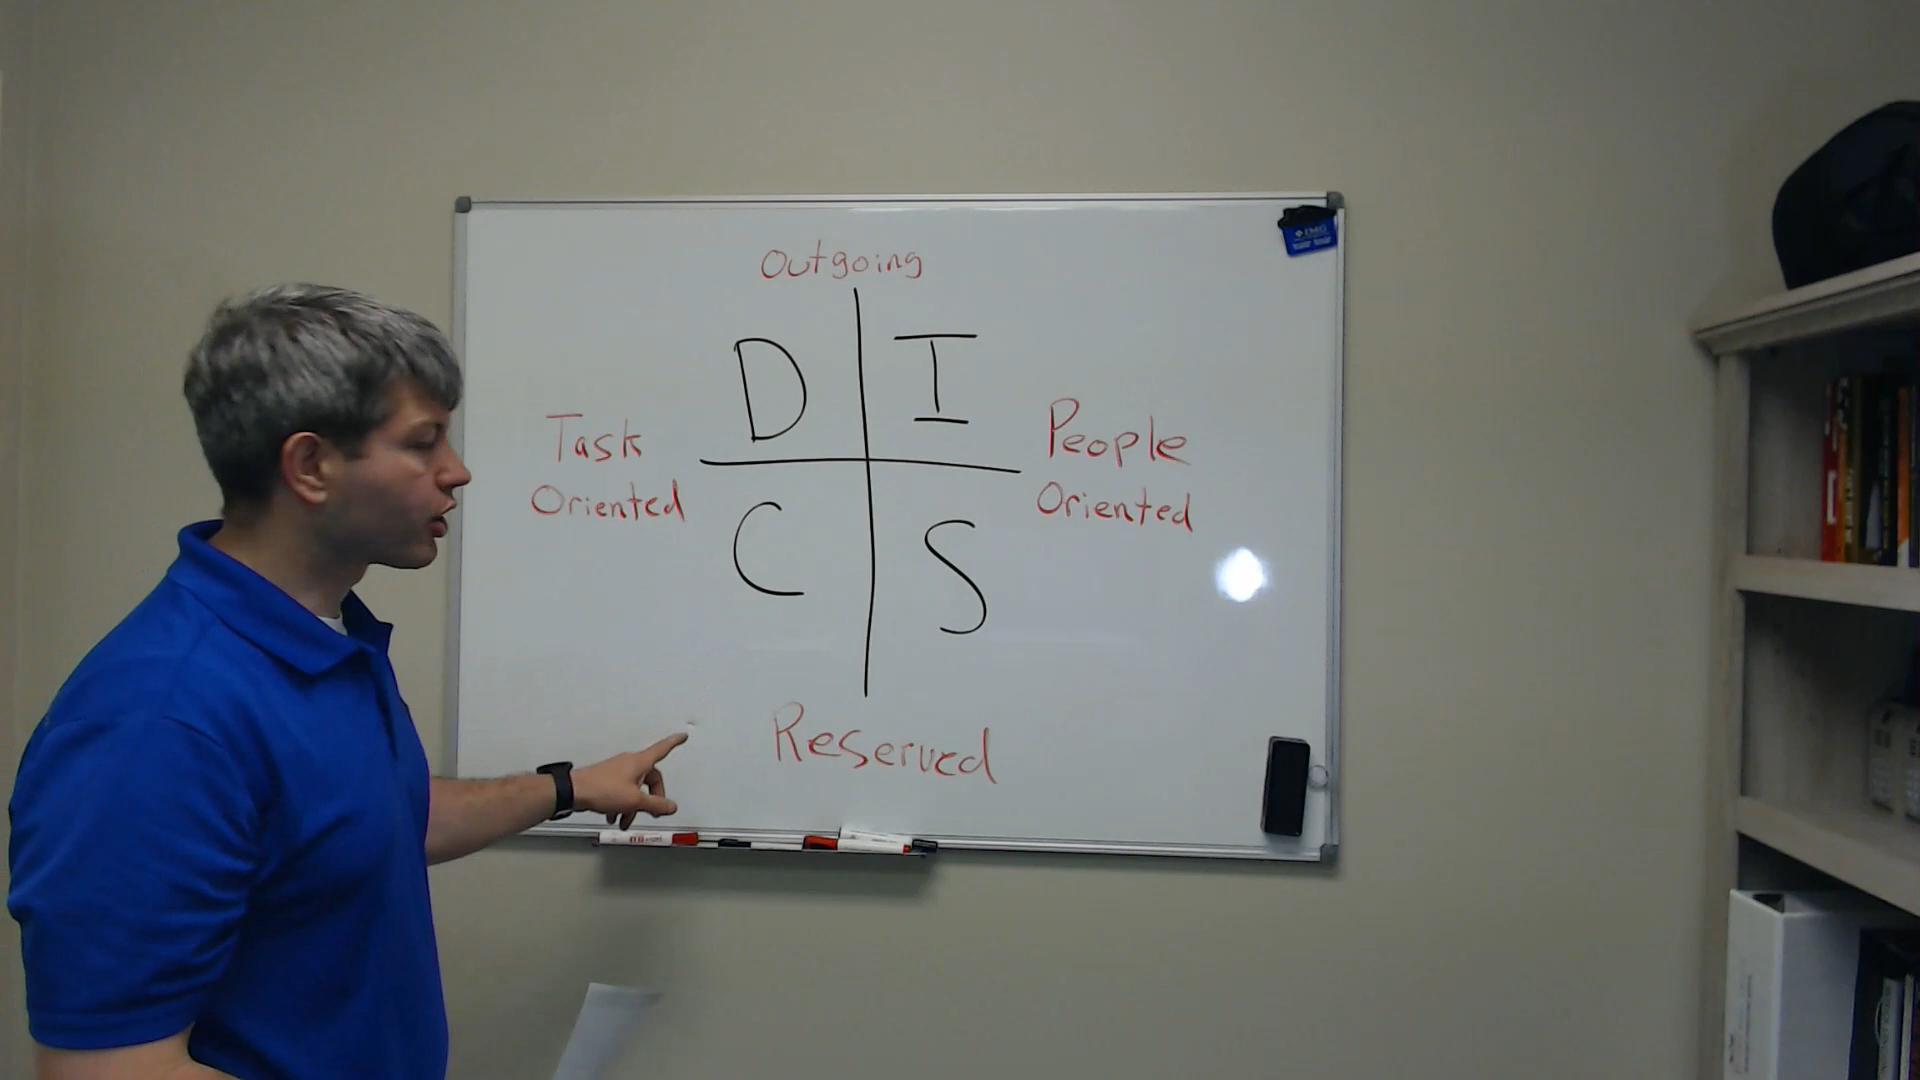 Outgoing
D I
Task
Oriented
People
Oriented
C S
Reserved